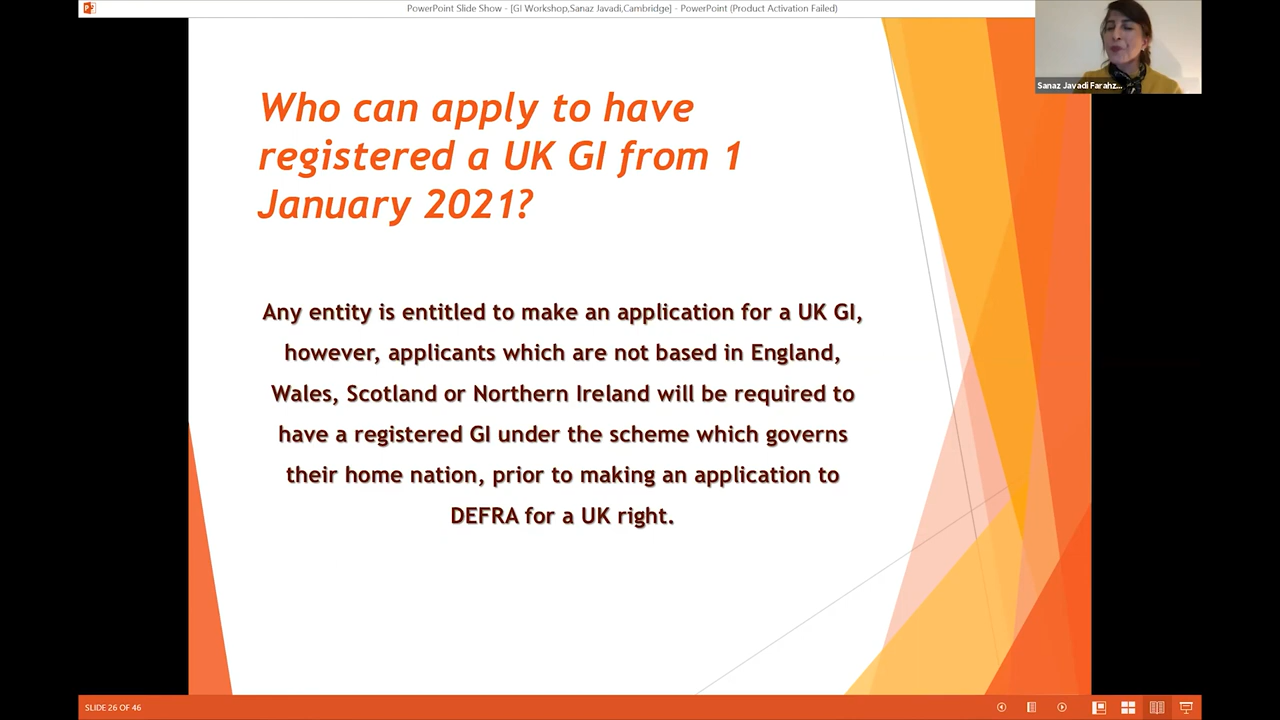 PowerPoint Slide Show - [GI Workshop,Sanaz Javadi,Cambridge] - PowerPoint (Product Activation Failed)
Sanaz Javadi Farahz...
Who can apply to have
registered a UK GI from 1
January 2021?
Any entity is entitled to make an application for a UK GI,
however, applicants which are not based in England,
Wales, Scotland or Northern Ireland will be required to
have a registered GI under the scheme which governs
their home nation, prior to making an application to
DEFRA for a UK right.
SLIDE 26 OF 46